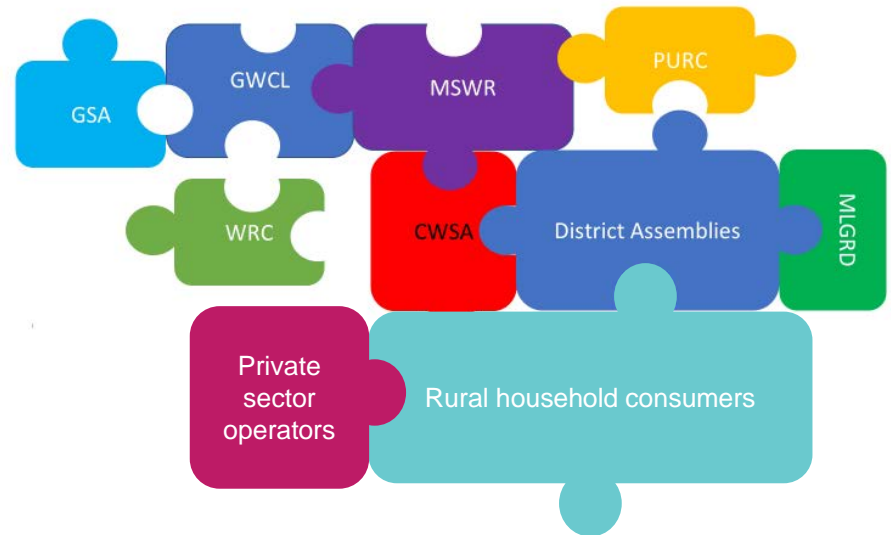 GSA
GWCL
MSWR
PURC
WRC
CWSA
District Assemblies
MLGRD
Private
sector
operators
Rural household consumers